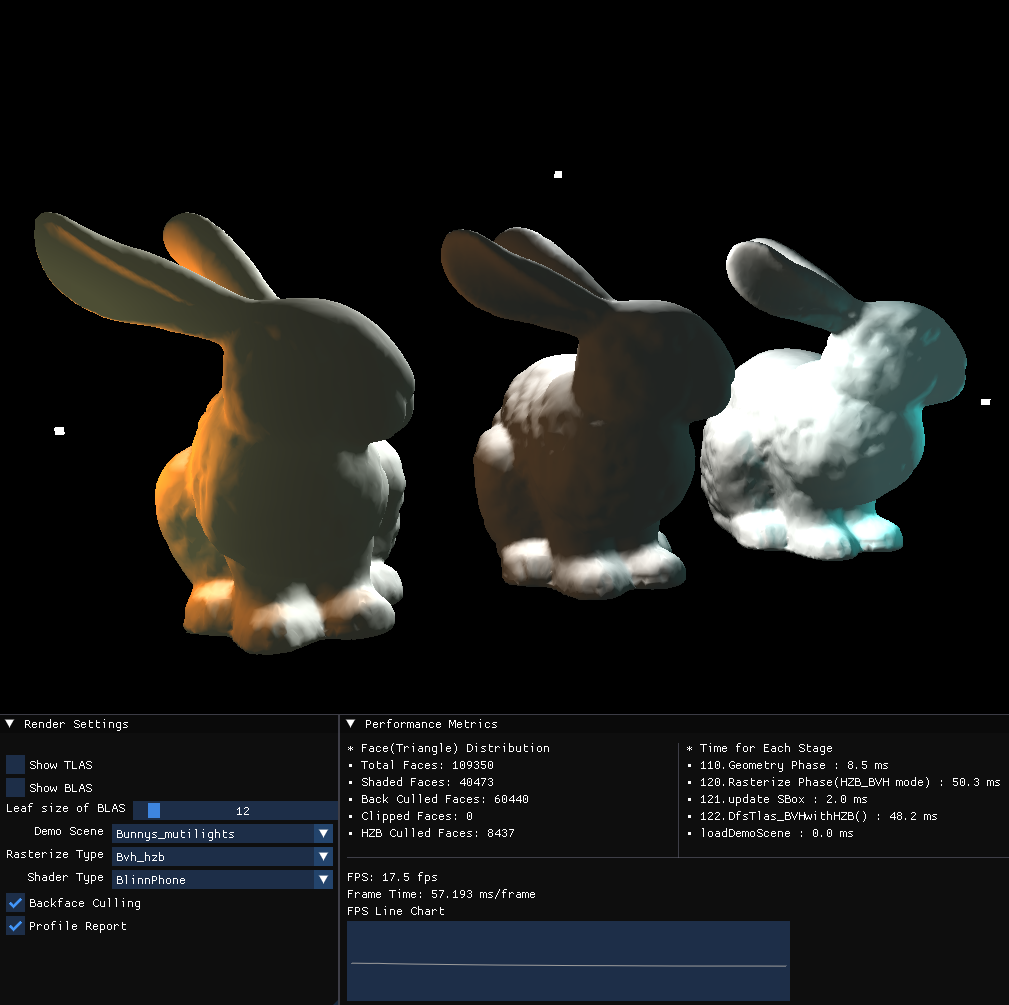 Render Settings
Show TLAS
Show BLAS
Leaf size of BLAS 12
Demo Scene Bunnys_mutilights
Rasterize Type Bvh_hzb
Shader Type BlinnPhone
Backface Culling
Profile Report
Performance Metrics
* Face(Triangle) Distribution
• Total Faces: 109350
• Shaded Faces: 40473
• Back Culled Faces: 60440
• Clipped Faces: 0
• HZB Culled Faces: 8437
* Time for Each Stage
• 110.Geometry Phase : 8.5 ms
• 120.Rasterize Phase(HZB_BVH mode) : 50.3 ms
• 121.update SBox : 2.0 ms
• 122.DfsTlas_BVHwithHZB() : 48.2 ms
• loadDemoScene : 0.0 ms
FPS: 17.5 fps
Frame Time: 57.193 ms/frame
FPS Line Chart